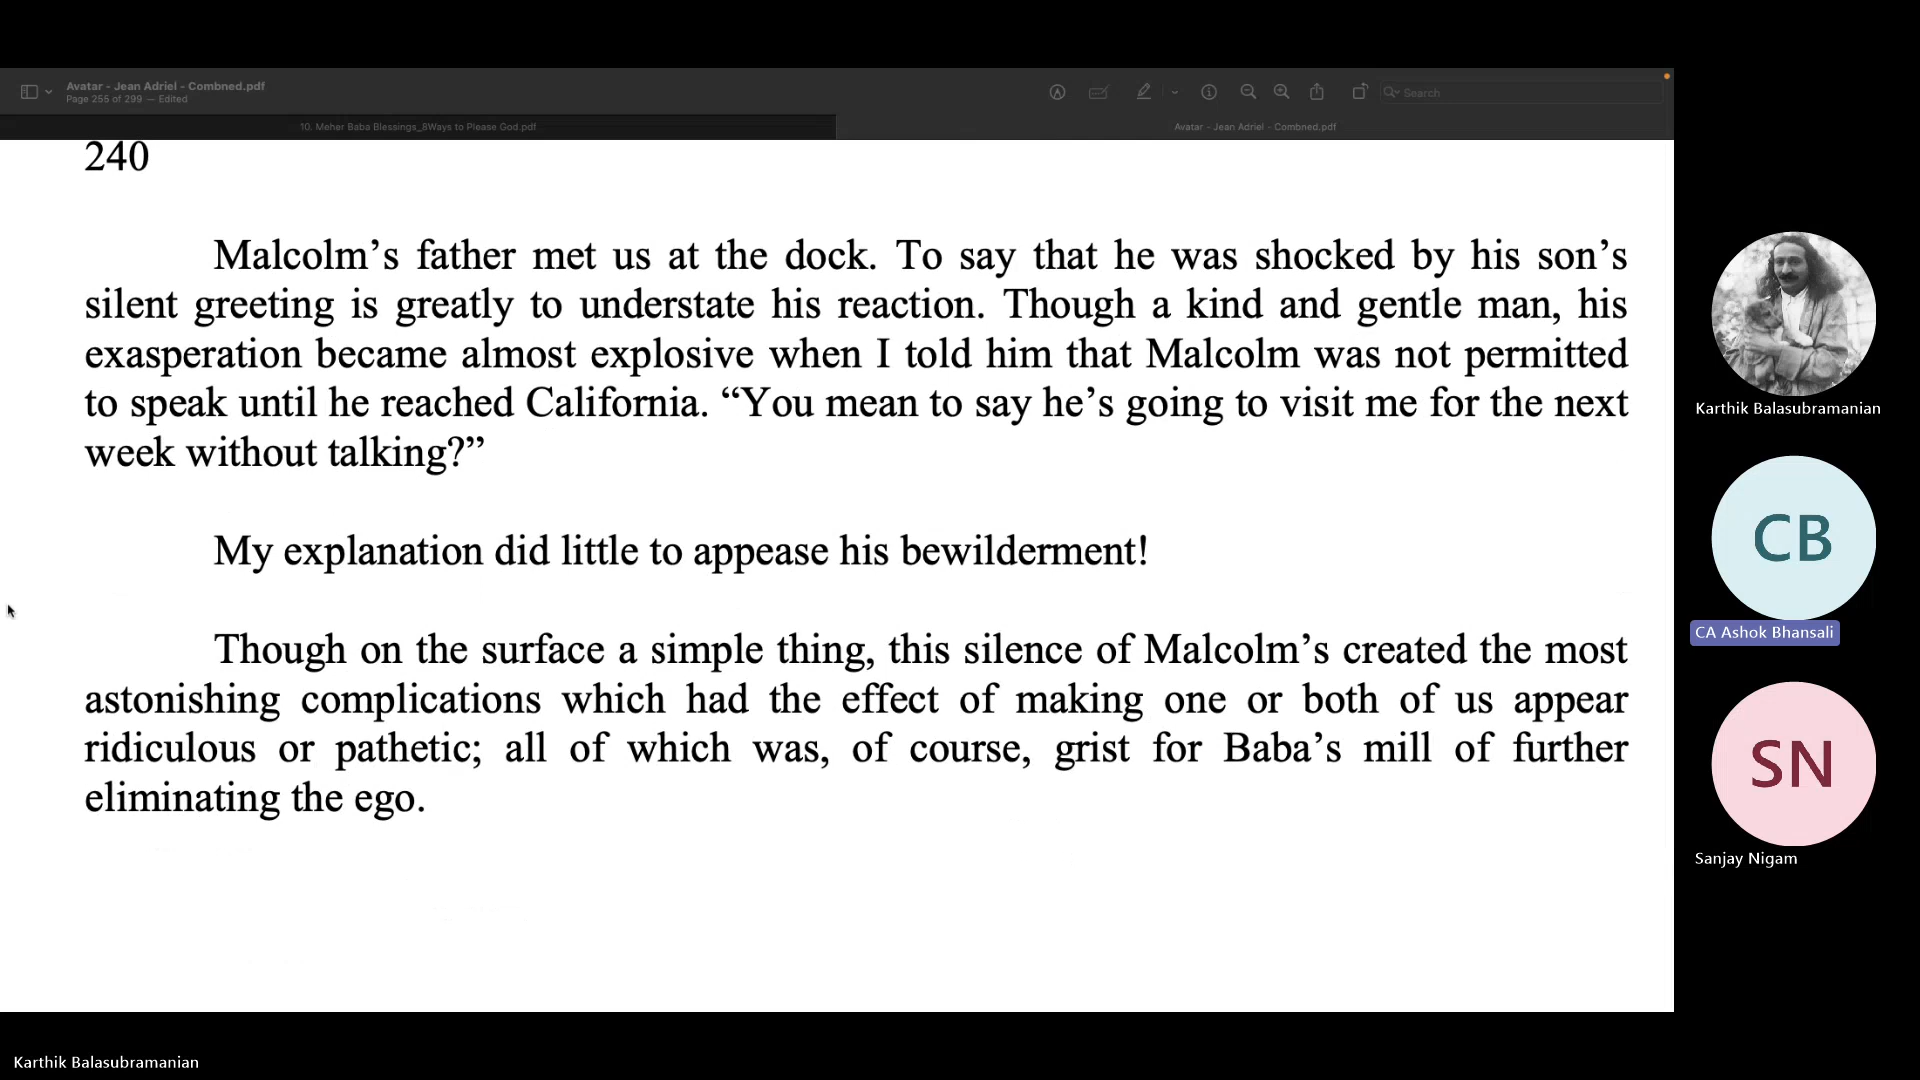 Avatar - Jean Adriel - Combned.pdf
Page 255 of 299 — Edited
Search
10. Meher Baba Blessings_8Ways to Please God.pdf
Avatar - Jean Adriel - Combned.pdf
240
Malcolm’s father met us at the dock. To say that he was shocked by his son’s
silent greeting is greatly to understate his reaction. Though a kind and gentle man, his
exasperation became almost explosive when I told him that Malcolm was not permitted
to speak until he reached California. “You mean to say he’s going to visit me for the next
week without talking?”
My explanation did little to appease his bewilderment!
Though on the surface a simple thing, this silence of Malcolm’s created the most
astonishing complications which had the effect of making one or both of us appear
ridiculous or pathetic; all of which was, of course, grist for Baba’s mill of further
eliminating the ego.
Karthik Balasubramanian
CB
CA Ashok Bhansali
SN
Sanjay Nigam
Karthik Balasubramanian